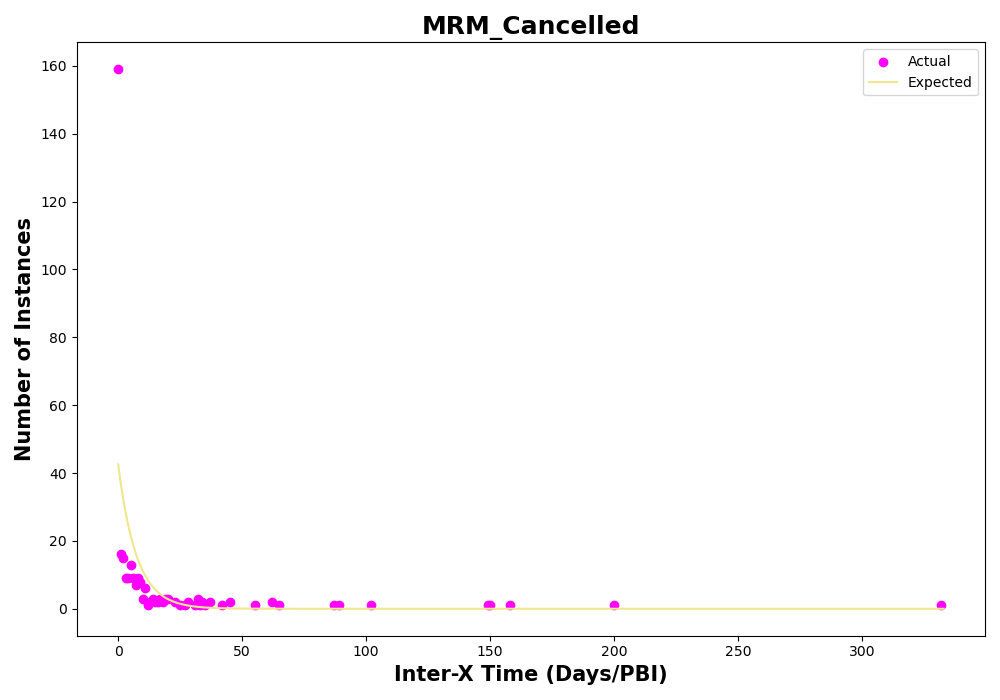 MRM_Cancelled
Actual
Expected
Number of Instances
160
140
120
100
80
60
40
20
0
0 50 100 150 200 250 300
Inter-X Time (Days/PBI)